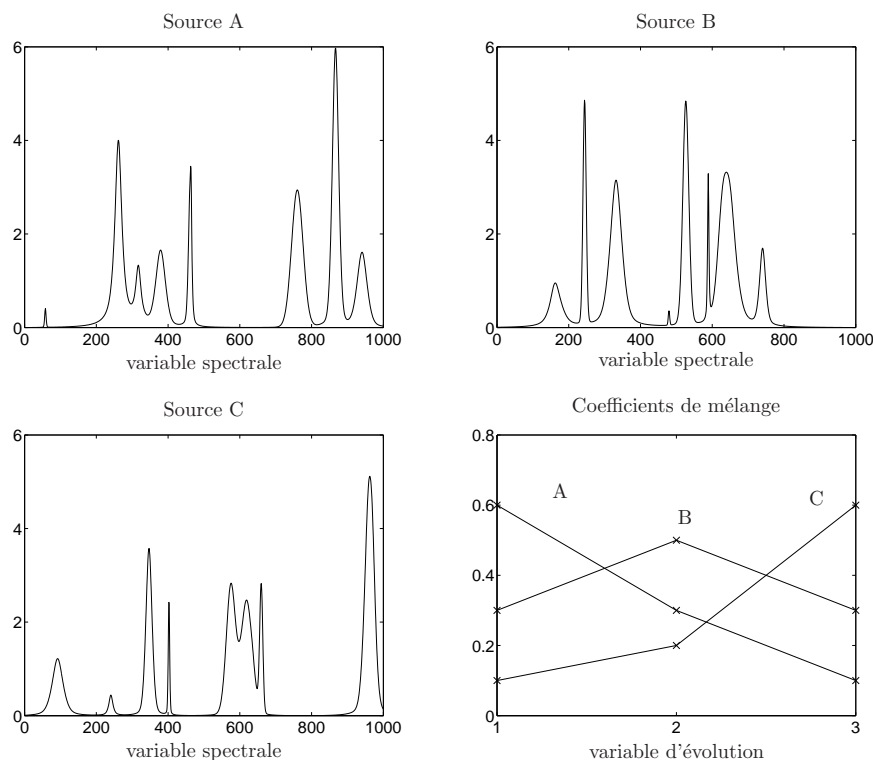 Source A
6
4
2
0
0 200 400 600 800 1000
variable spectrale
Source B
6
4
2
0
0 200 400 600 800 1000
variable spectrale
Source C
6
4
2
0
0 200 400 600 800 1000
variable spectrale
Coefficients de mélange
0.8
0.6
0.4
0.2
0
A
B
C
1 2 3
variable d'évolution